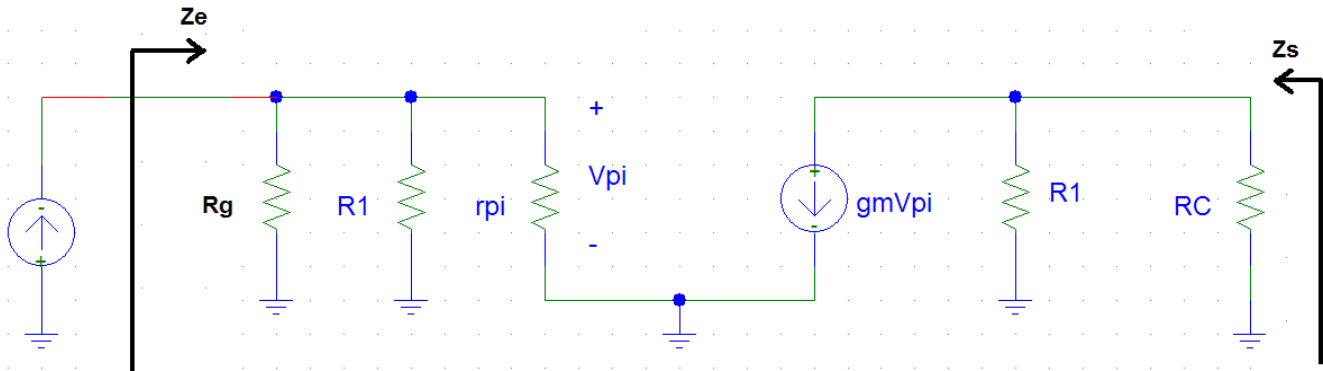 Ze
Zs
+
Rg
R1
rpi
Vpi
-
gmVpi
R1
RC
-
+
+
-